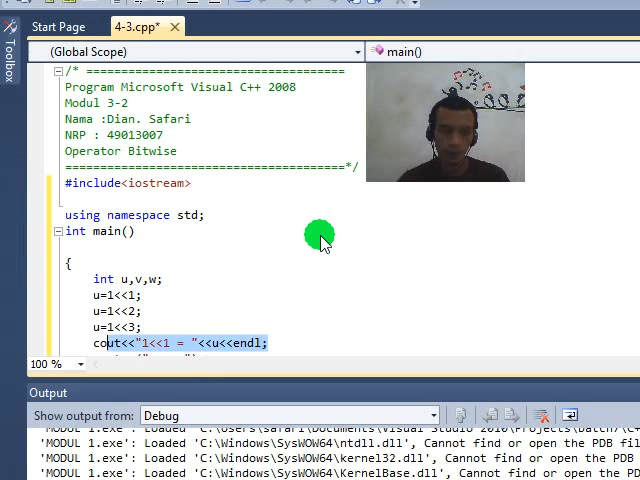 Start Page
4-3.cpp*
Toolbox
(Global Scope)
main()
/* =====================================
Program Microsoft Visual C++ 2008
Modul 3-2
Nama :Dian. Safari
NRP : 49013007
Operator Bitwise
========================================*/
#include<iostream>
using namespace std;
int main()
{
int u,v,w;
u=1<<1;
u=1<<2;
u=1<<3;
cout<<"1<<1 = "<<u<<endl;
100 %
Output
Show output from: Debug
'MODUL 1.exe': Loaded
'MODUL 1.exe': Loaded 'C:\Windows\SysWOW64\ntdll.dll', Cannot find or open the PDB fil
'MODUL 1.exe': Loaded 'C:\Windows\SysWOW64\kernel32.dll', Cannot find or open the PDB
'MODUL 1.exe': Loaded 'C:\Windows\SysWOW64\KernelBase.dll', Cannot find or open the P